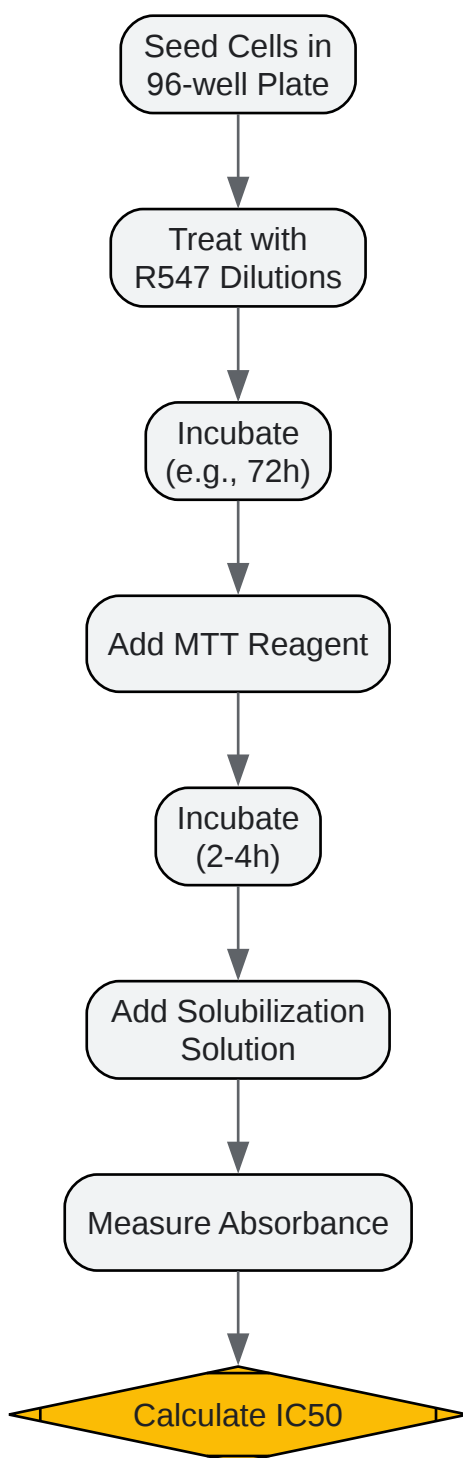 Seed Cells in
96-well Plate
Treat with
R547 Dilutions
Incubate
(e.g., 72h)
Add MTT Reagent
Incubate
(2-4h)
Add Solubilization
Solution
Measure Absorbance
Calculate IC50